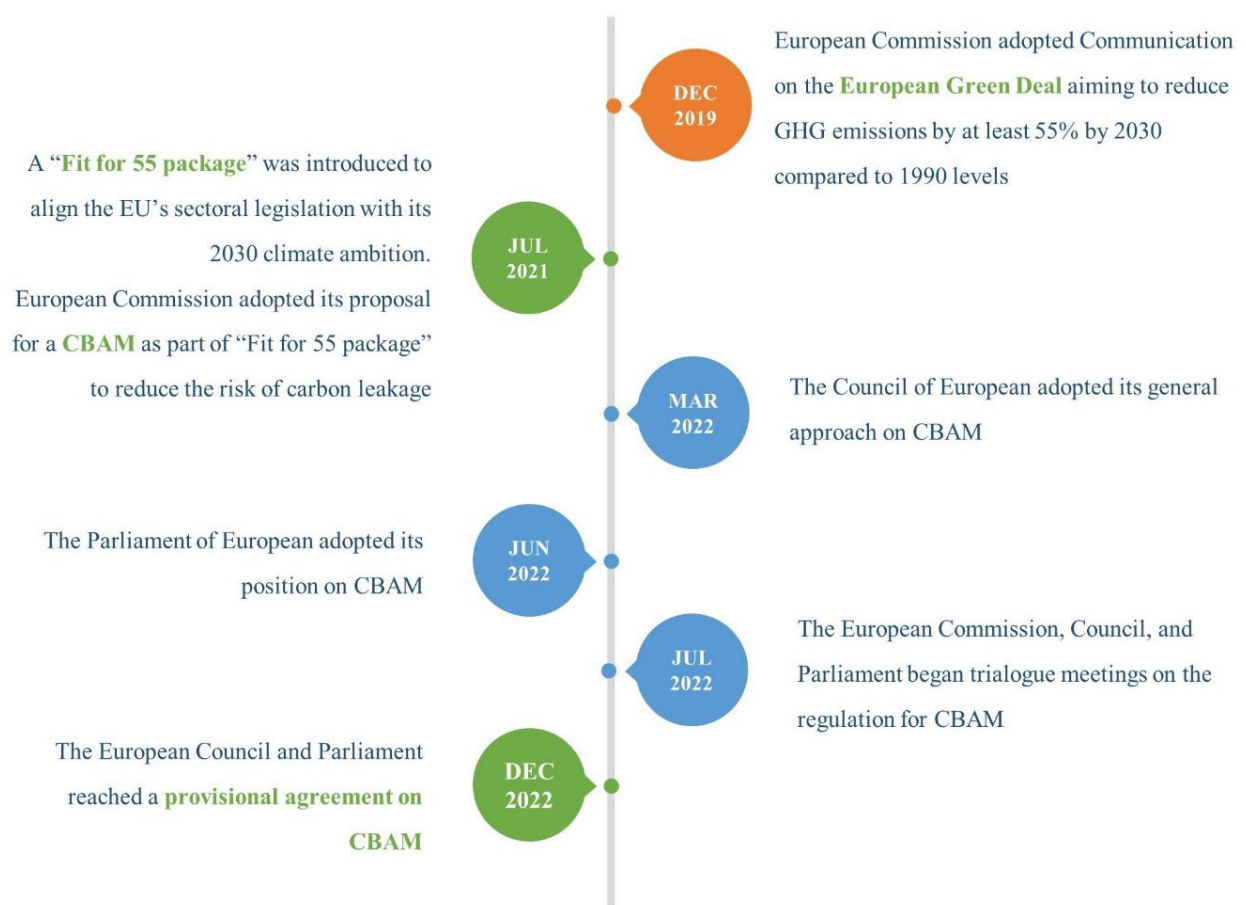 DEC
2019
European Commission adopted Communication
on the European Green Deal aiming to reduce
GHG emissions by at least 55% by 2030
compared to 1990 levels
A “Fit for 55 package” was introduced to
align the EU’s sectoral legislation with its
2030 climate ambition.
European Commission adopted its proposal
for a CBAM as part of “Fit for 55 package”
to reduce the risk of carbon leakage
JUL
2021
MAR
2022
The Council of European adopted its general
approach on CBAM
The Parliament of European adopted its
position on CBAM
JUN
2022
JUL
2022
The European Commission, Council, and
Parliament began trialogue meetings on the
regulation for CBAM
The European Council and Parliament
reached a provisional agreement on
CBAM
DEC
2022